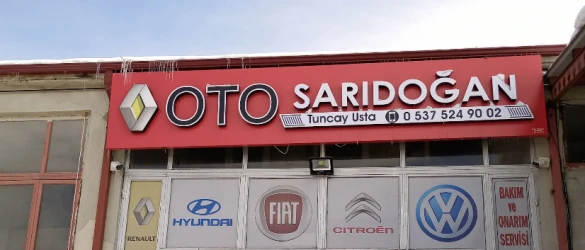 OTO SARIDOĞAN
Tuncay Usta 0 537 524 90 02
RENAULT
HYUNDAI
FIAT
CITROËN
BAKIM
ve
ONARIM
SERVİSİ